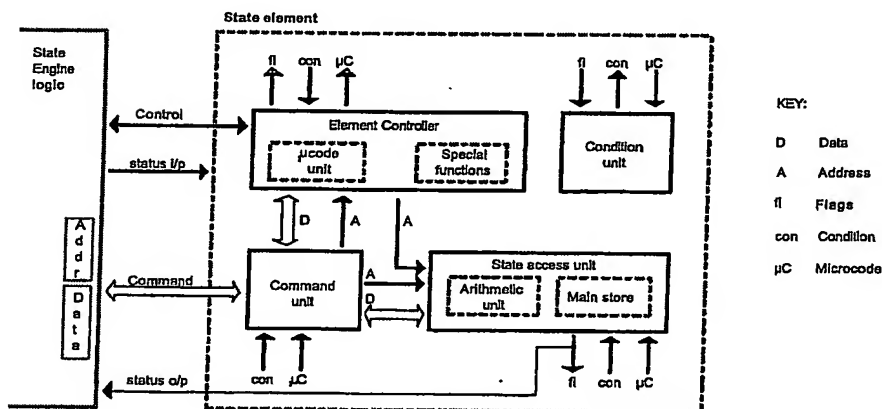 State element
State
Engine
logic
fl con µC
Control
Element Controller
µcode
unit
Special
functions
status i/p
D
A
A
fl con µC
Condition
unit
KEY:
D Data
A Address
fl Flags
con Condition
µC Microcode
Addr
Data
Command
Command
unit
A
D
State access unit
Arithmetic
unit
Main store
con µC
fl con µC
status o/p